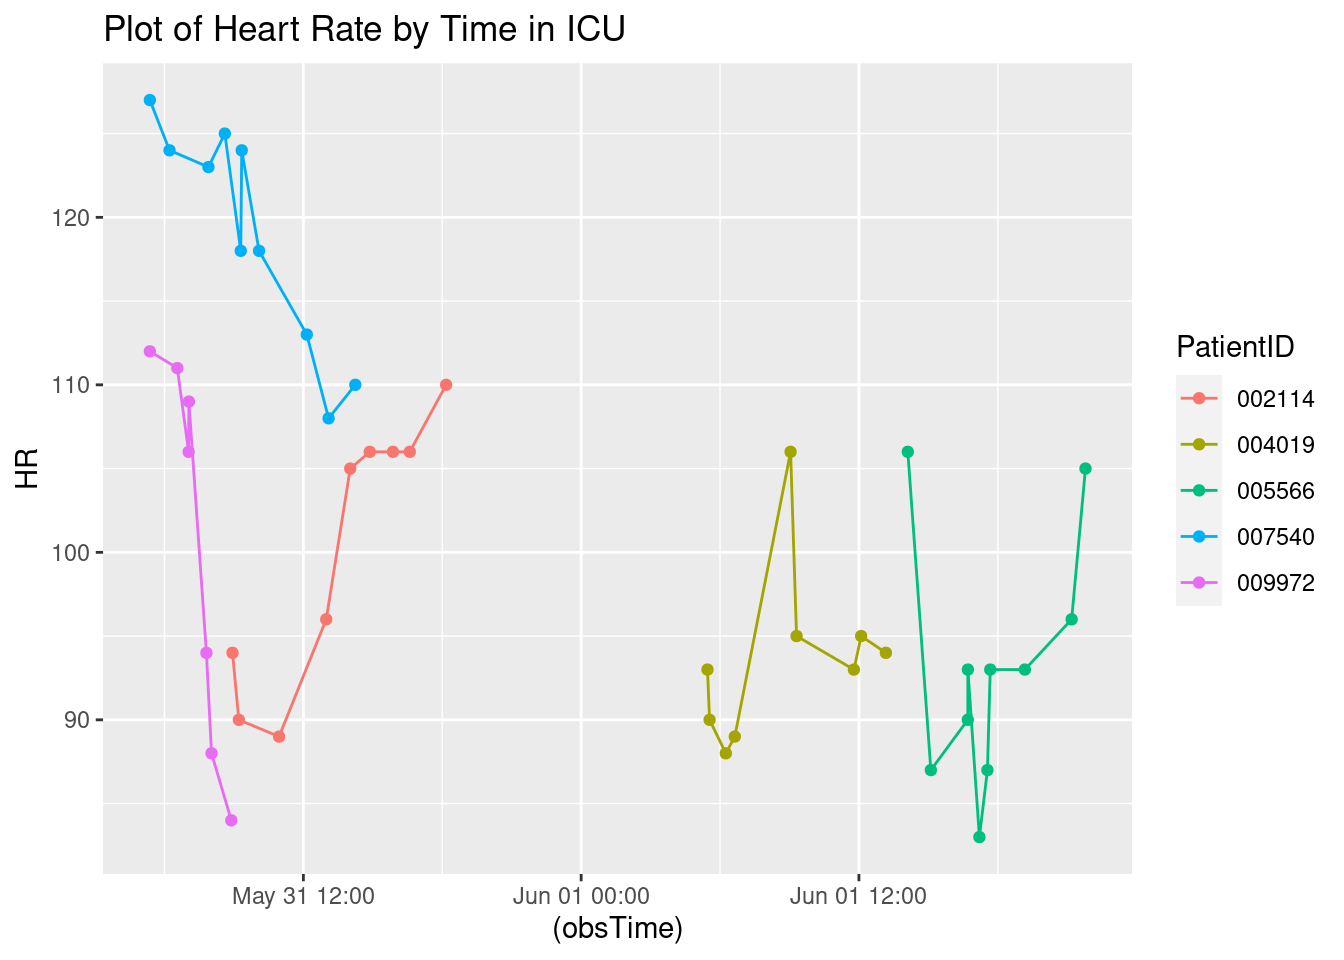 Plot of Heart Rate by Time in ICU
HR
120
110
100
90
May 31 12:00
Jun 01 00:00
Jun 01 12:00
(obsTime)
PatientID
002114
004019
005566
007540
009972